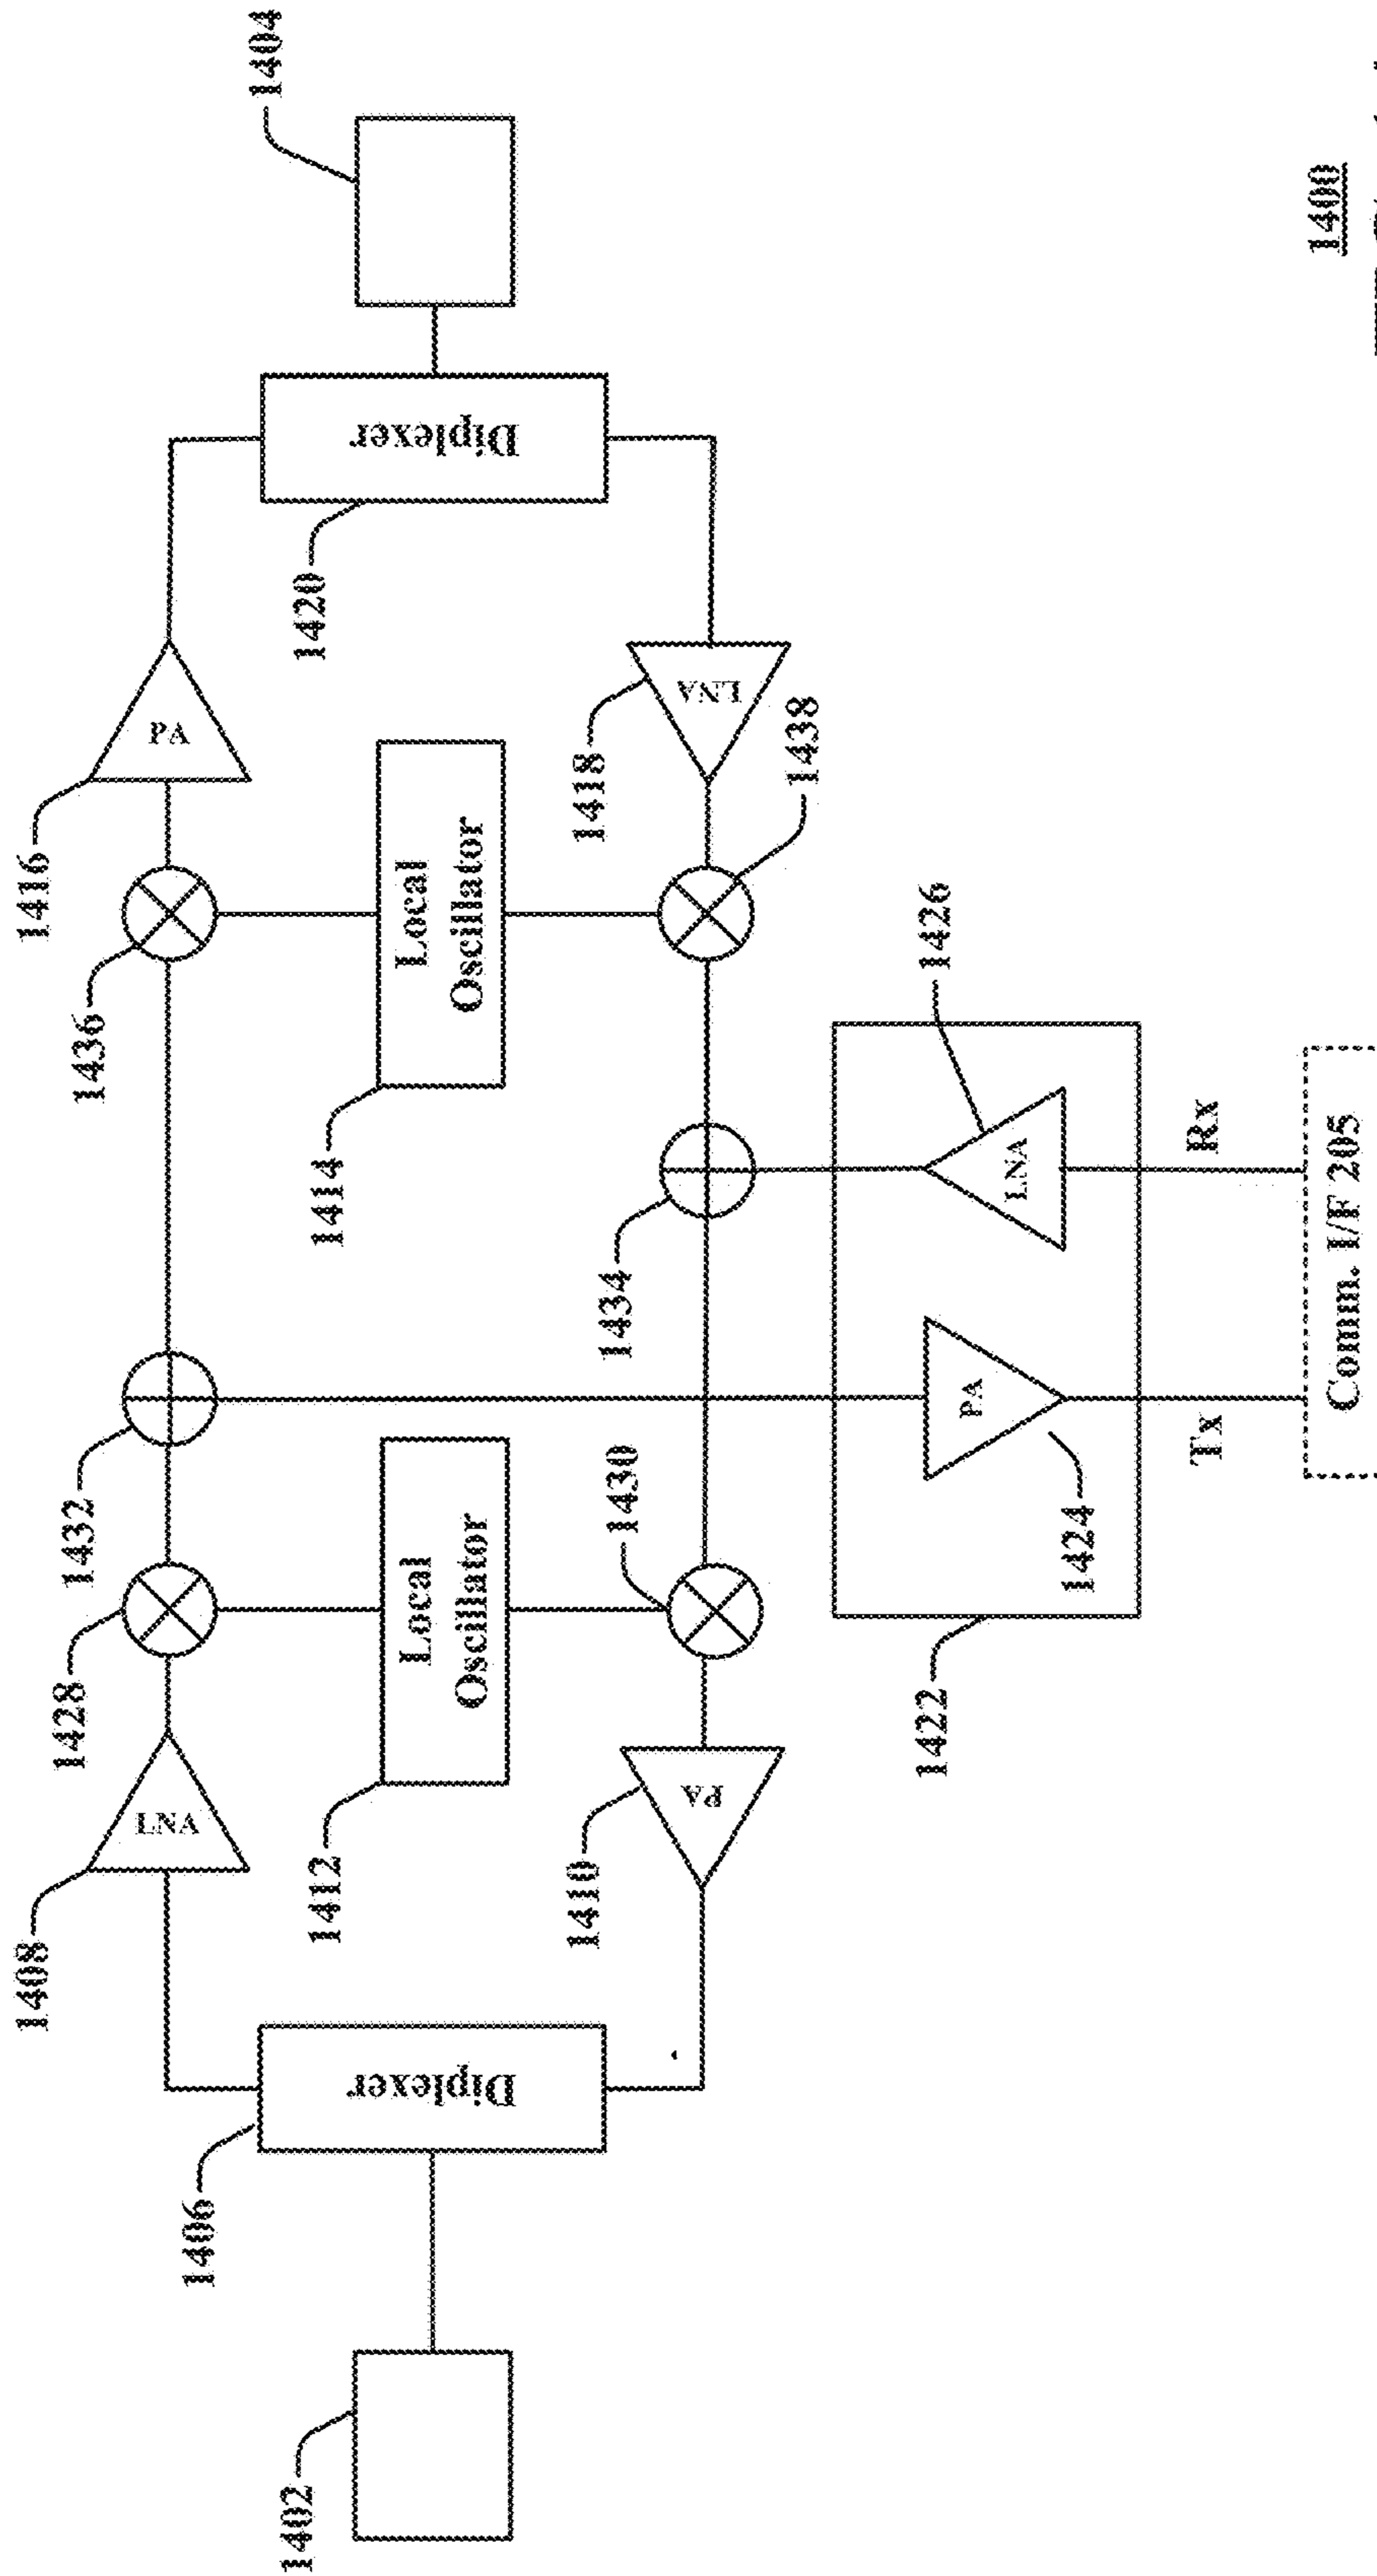 1404
1416
PA
1436
1420
Diplexer
1418
LNA
1438
Local
Oscillator
1414
1434
1426
LNA
Rx
1432
1428
1430
Local
Oscillator
1412
PA
1424
Tx
1422
Comm. I/F 205
1408
LNA
1410
PA
1406
Diplexer
1402
1400